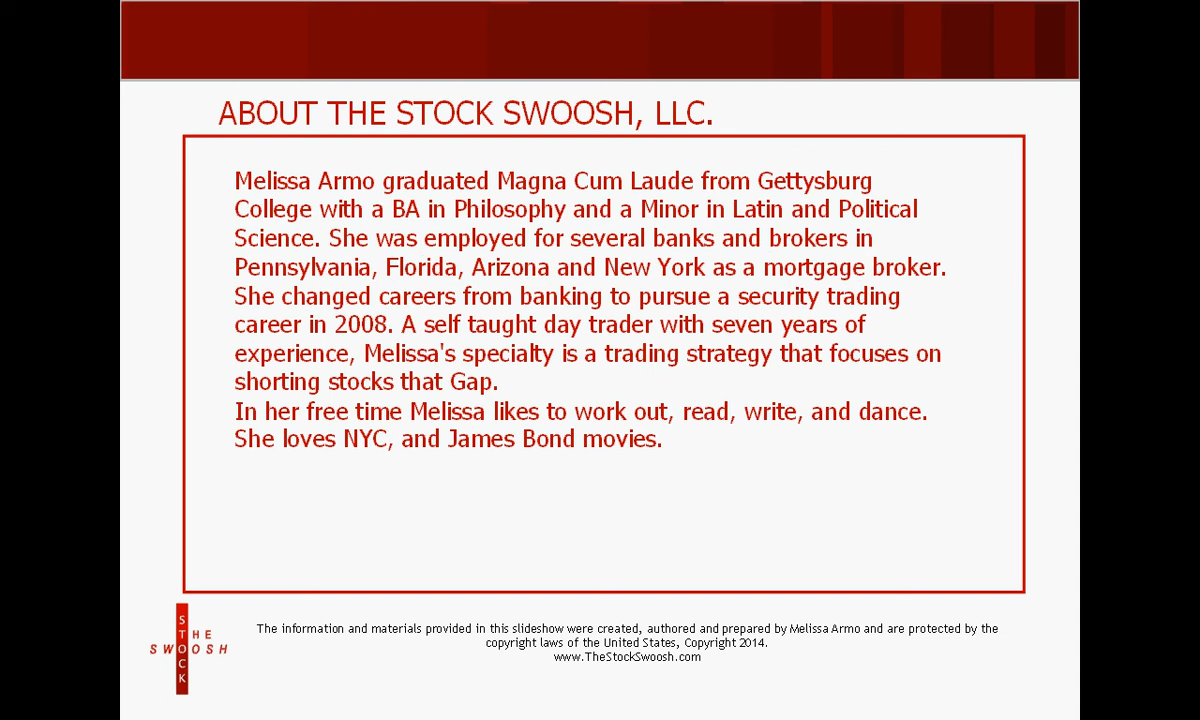 ABOUT THE STOCK SWOOSH, LLC.
Melissa Armo graduated Magna Cum Laude from Gettysburg
College with a BA in Philosophy and a Minor in Latin and Political
Science. She was employed for several banks and brokers in
Pennsylvania, Florida, Arizona and New York as a mortgage broker.
She changed careers from banking to pursue a security trading
career in 2008. A self taught day trader with seven years of
experience, Melissa's specialty is a trading strategy that focuses on
shorting stocks that Gap.
In her free time Melissa likes to work out, read, write, and dance.
She loves NYC, and James Bond movies.
THE
STOCK
SWOOSH
The information and materials provided in this slideshow were created, authored and prepared by Melissa Armo and are protected by the
copyright laws of the United States, Copyright 2014.
www.TheStockSwoosh.com